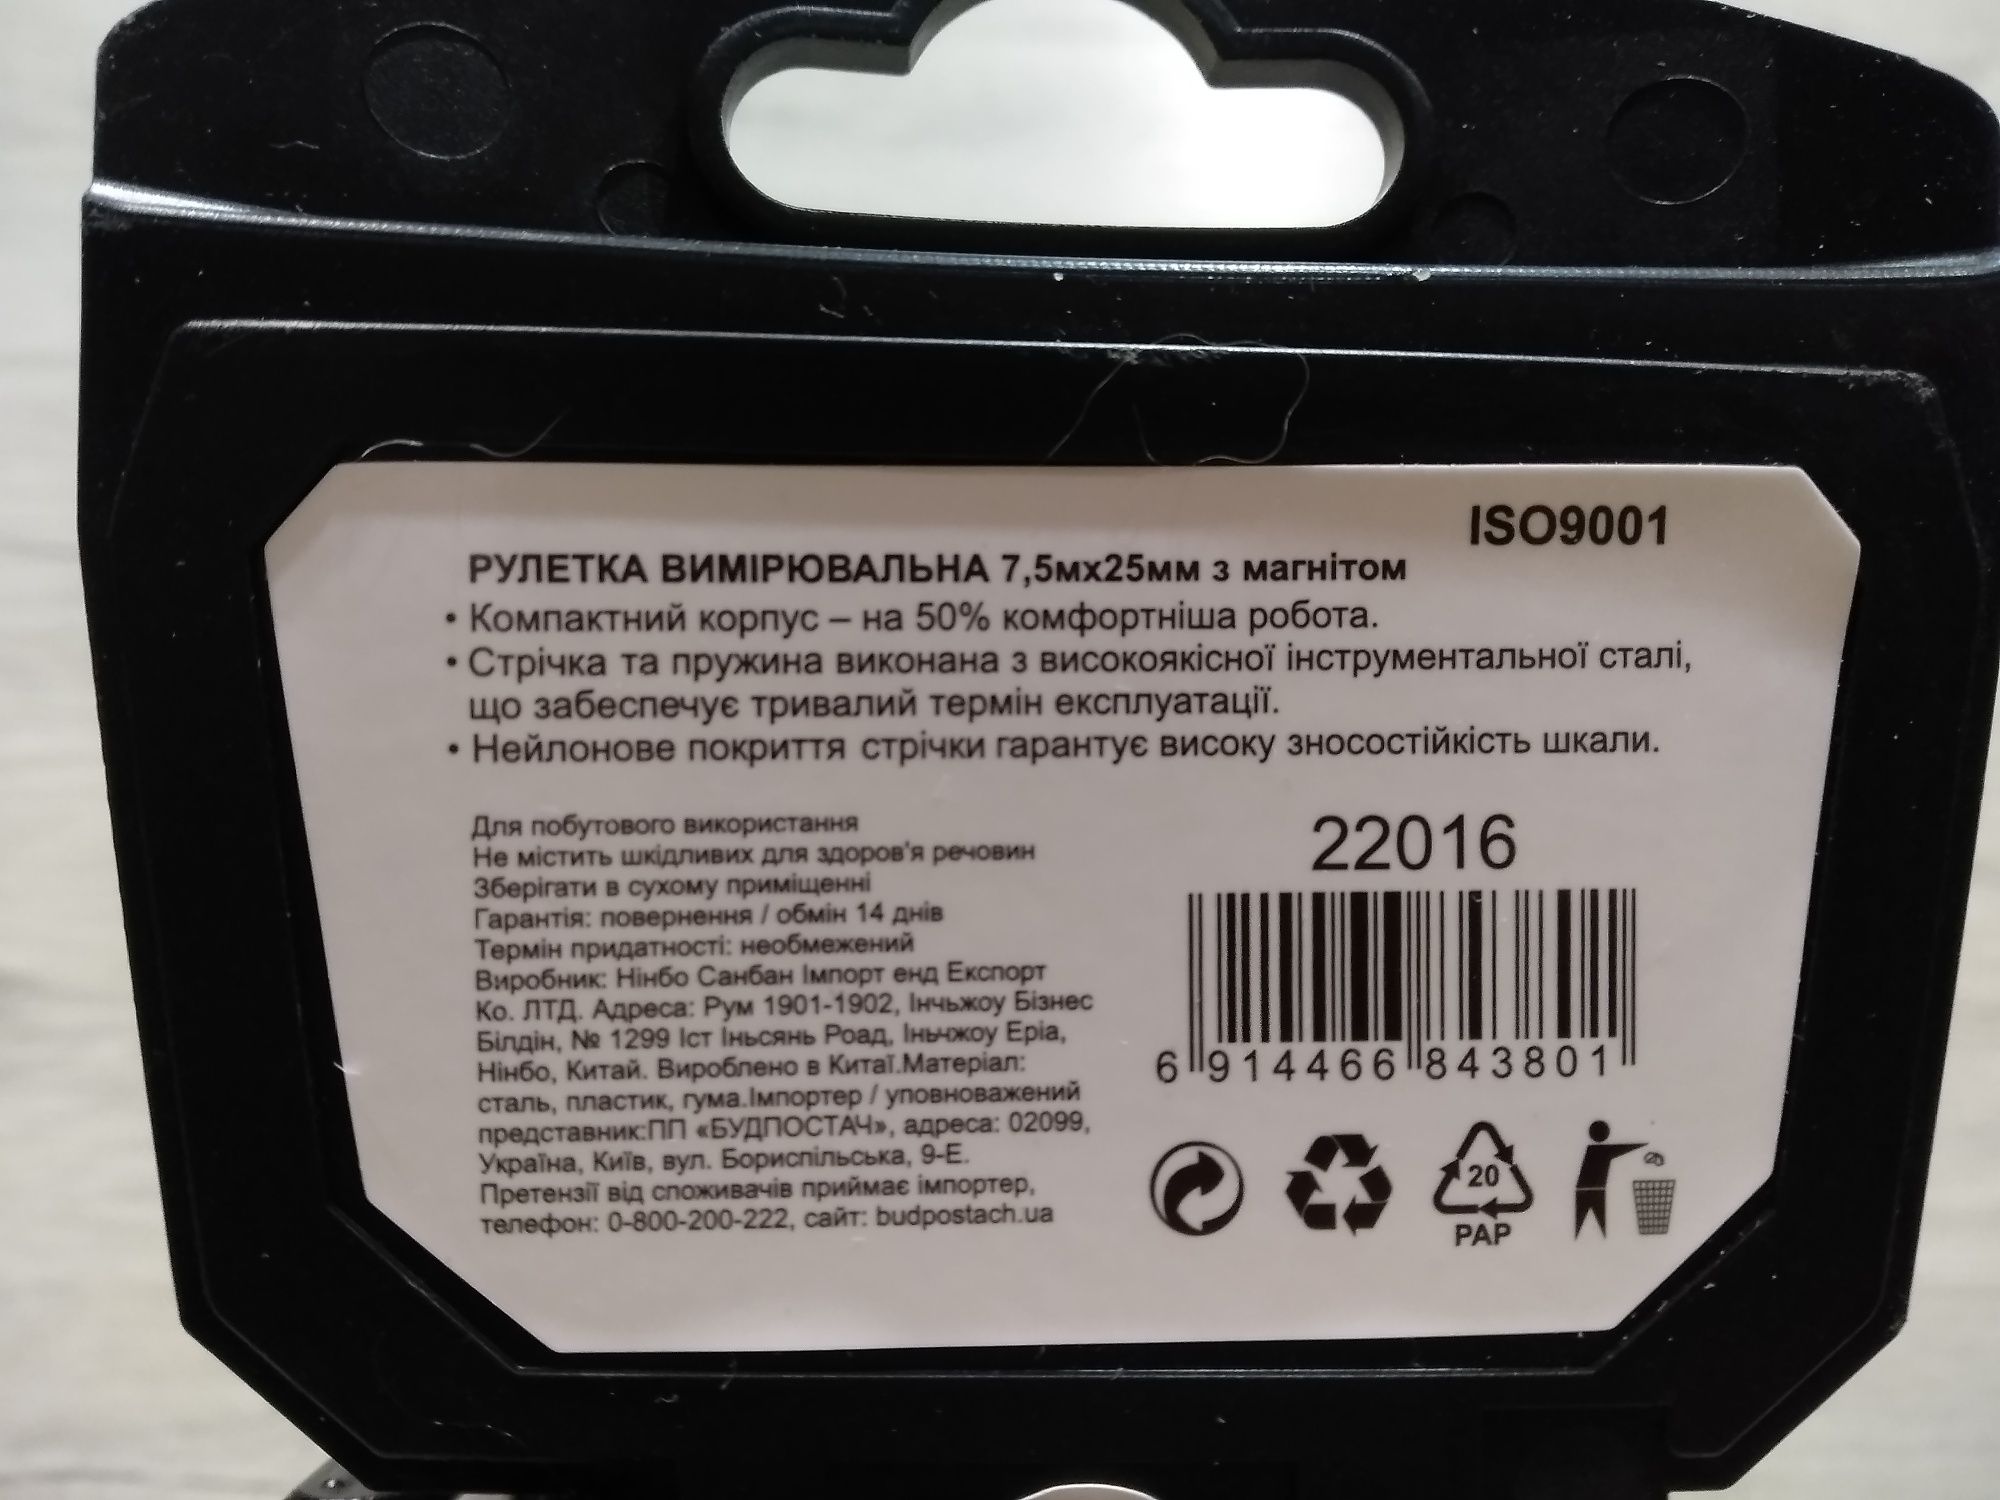 ISO9001
РУЛЕТКА ВИМІРЮВАЛЬНА 7,5мх25мм з магнітом
• Компактний корпус – на 50% комфортніша робота.
• Стрічка та пружина виконана з високоякісної інструментальної сталі,
що забезпечує тривалий термін експлуатації.
• Нейлонове покриття стрічки гарантує високу зносостійкість шкали.
Для побутового використання
Не містить шкідливих для здоров'я речовин
Зберігати в сухому приміщенні
Гарантія: повернення / обмін 14 днів
Термін придатності: необмежений
Виробник: Нінбо Санбан Імпорт енд Експорт
Ко. ЛТД. Адреса: Рум 1901-1902, Інчьжоу Бізнес
Білдін, № 1299 Іст Іньсянь Роад, Іньчжоу Еріа,
Нінбо, Китай. Вироблено в Китаї.Матеріал:
сталь, пластик, гума.Імпортер / уповноважений
представник:ПП «БУДПОСТАЧ», адреса: 02099,
Україна, Київ, вул. Бориспільська, 9-Е.
Претензії від споживачів приймає імпортер,
телефон: 0-800-200-222, сайт: budpostach.ua
22016
6 914466 843801
20
PAP